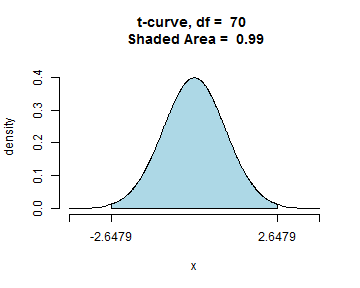 t-curve, df = 70
Shaded Area = 0.99
density
0.4
0.3
0.2
0.1
0.0
-2.6479
2.6479
x